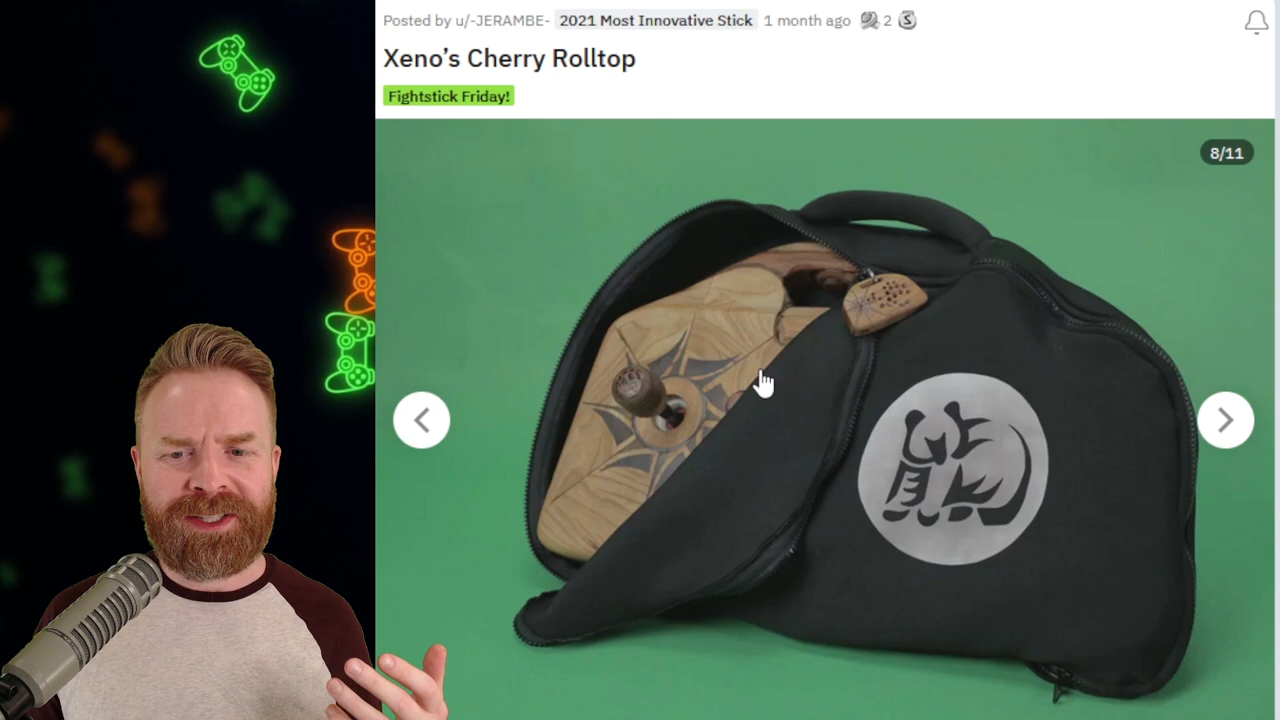 Posted by u/-JERAMBE- 2021 Most Innovative Stick 1 month ago 2
Xeno's Cherry Rolltop
Fightstick Friday!
8/11